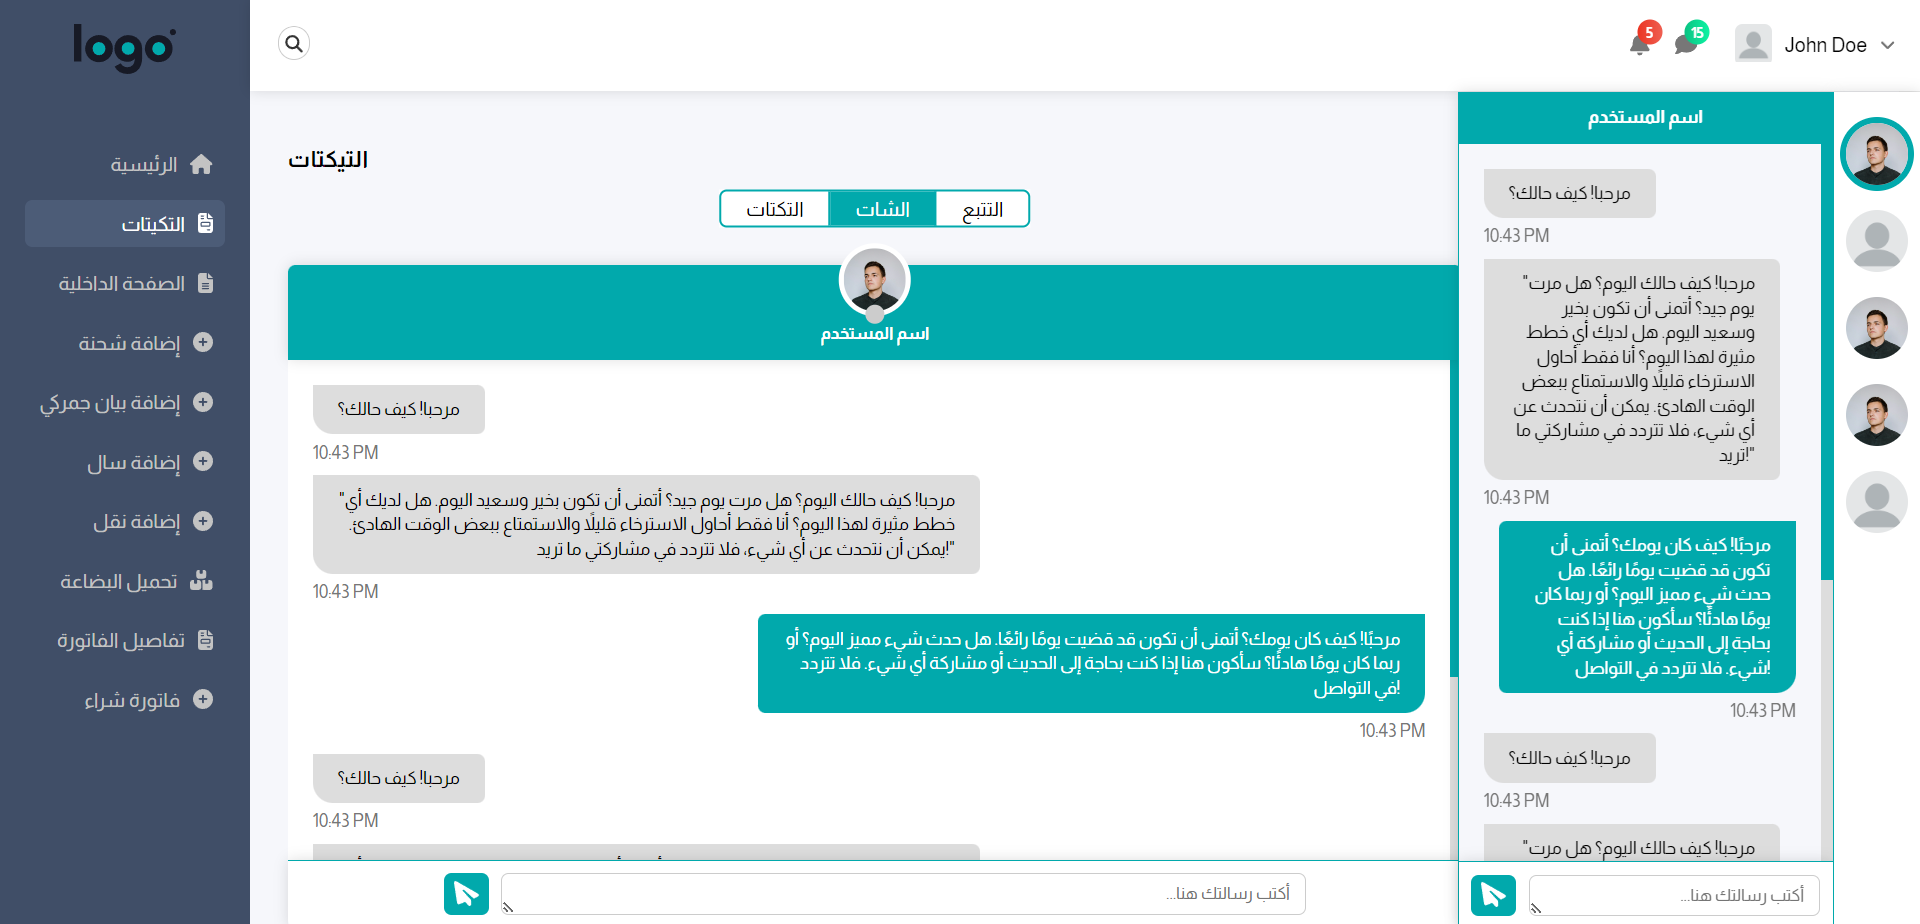 logo
5
15
John Doe
الرئيسية
التكيتات
الصفحة الداخلية
إضافة شحنة
إضافة بيان جمركي
إضافة سال
إضافة نقل
تحميل البضاعة
تفاصيل الفاتورة
فاتورة شراء
التيكتات
التتبع
الشات
التكتات
اسم المستخدم
مرحبا! كيف حالك؟
10:43 PM
مرحبا! كيف حالك اليوم؟ هل مرت يوم جيد؟ أتمنى أن تكون بخير وسعيد اليوم. هل لديك أي"
خطط مثيرة لهذا اليوم؟ أنا فقط أحاول الاسترخاء قليلاً والاستمتاع ببعض الوقت الهادئ.
"!يمكن أن نتحدث عن أي شيء، فلا تتردد في مشاركتي ما تريد
10:43 PM
مرحبًا! كيف كان يومك؟ أتمنى أن تكون قد قضيت يومًا رائعًا. هل حدث شيء مميز اليوم؟ أو
ربما كان يومًا هادئًا؟ سأكون هنا إذا كنت بحاجة إلى الحديث أو مشاركة أي شيء. فلا تتردد
!في التواصل
10:43 PM
مرحبا! كيف حالك؟
10:43 PM
أكتب رسالتك هنا...
اسم المستخدم
مرحبا! كيف حالك؟
10:43 PM
مرحبا! كيف حالك اليوم؟ هل مرت"
يوم جيد؟ أتمنى أن تكون بخير
وسعيد اليوم. هل لديك أي خطط
مثيرة لهذا اليوم؟ أنا فقط أحاول
الاسترخاء قليلاً والاستمتاع ببعض
الوقت الهادئ. يمكن أن نتحدث عن
أي شيء، فلا تتردد في مشاركتي ما
"!تريد
10:43 PM
مرحبًا! كيف كان يومك؟ أتمنى أن
تكون قد قضيت يومًا رائعًا. هل
حدث شيء مميز اليوم؟ أو ربما كان
يومًا هادئًا؟ سأكون هنا إذا كنت
بحاجة إلى الحديث أو مشاركة أي
!شيء. فلا تتردد في التواصل
10:43 PM
مرحبا! كيف حالك؟
10:43 PM
مرحبا! كيف حالك اليوم؟ هل مرت"
أكتب رسالتك هنا...